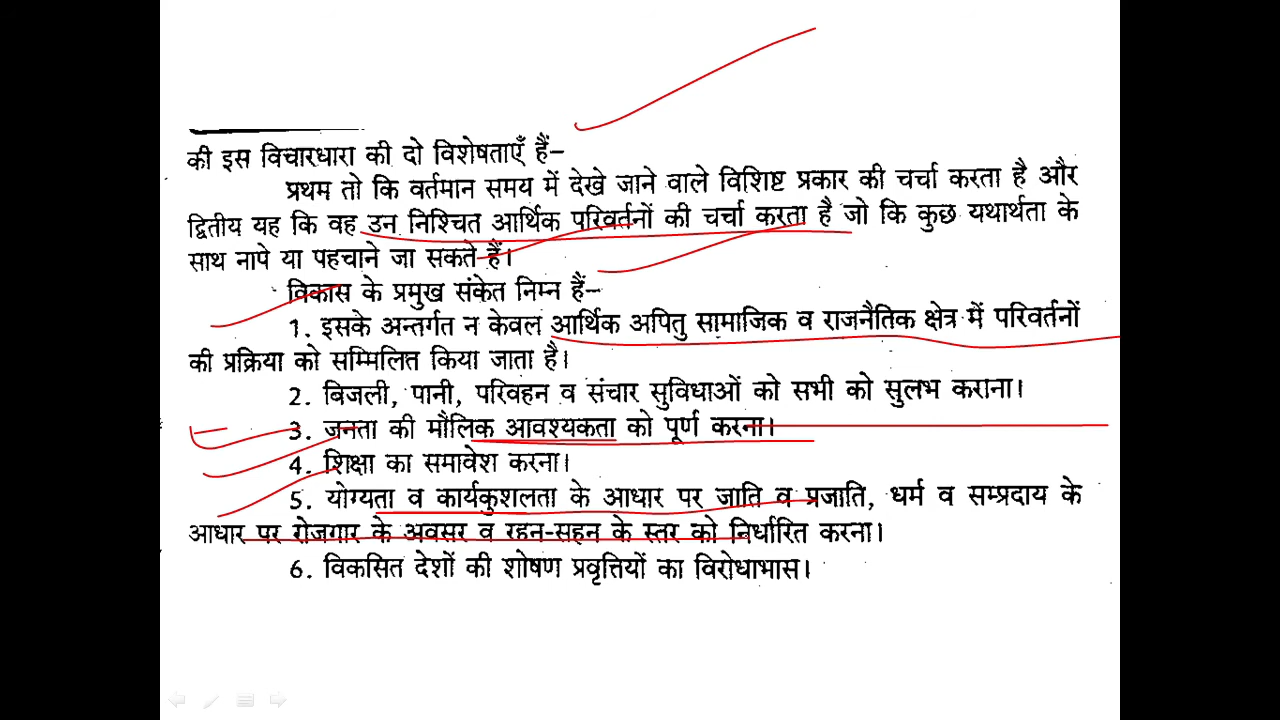 की इस विचारधारा की दो विशेषताएँ हैं–
प्रथम तो कि वर्तमान समय में देखे जाने वाले विशिष्ट प्रकार की चर्चा करता है और
द्वितीय यह कि वह उन निश्चित आर्थिक परिवर्तनों की चर्चा करता है जो कि कुछ यथार्थता के
साथ नापे या पहचाने जा सकते हैं।
विकास के प्रमुख संकेत निम्न हैं–
1. इसके अन्तर्गत न केवल आर्थिक अपितु सामाजिक व राजनैतिक क्षेत्र में परिवर्तनों
की प्रक्रिया को सम्मिलित किया जाता है।
2. बिजली, पानी, परिवहन व संचार सुविधाओं को सभी को सुलभ कराना।
3. जनता की मौलिक आवश्यकता को पूर्ण करना।
4. शिक्षा का समावेश करना।
5. योग्यता व कार्यकुशलता के आधार पर जाति व प्रजाति, धर्म व सम्प्रदाय के
आधार पर रोजगार के अवसर व रहन-सहन के स्तर को निर्धारित करना।
6. विकसित देशों की शोषण प्रवृत्तियों का विरोधाभास।